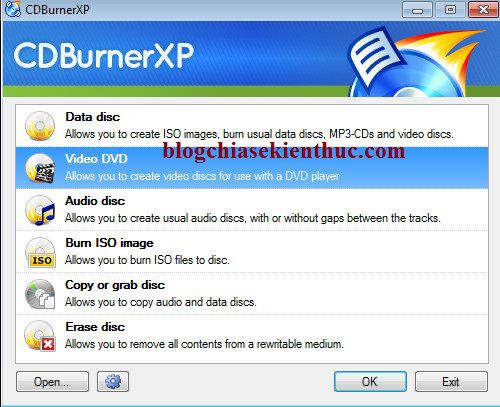 CDBurnerXP
CDBurnerXP
Data disc
Allows you to create ISO images, burn usual data discs, MP3-CDs and video discs.
Video DVD
blogchiasekienthuc.com
Allows you to create video discs for use with a DVD player.
Audio disc
Allows you to create usual audio discs, with or without gaps between the tracks.
Burn ISO image
ISO
Allows you to burn ISO files to disc.
Copy or grab disc
Allows you to copy audio and data discs.
Erase disc
Allows you to remove all contents from a rewritable medium.
Open... OK Exit